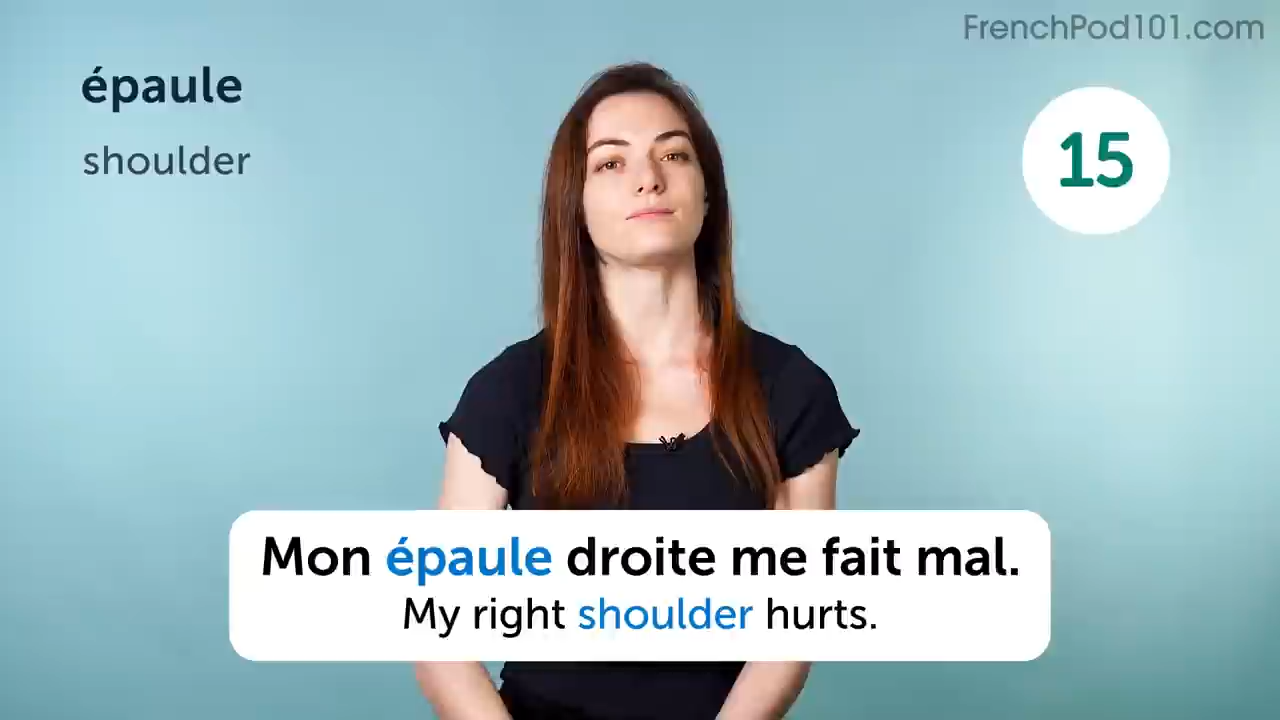 FrenchPod101.com
épaule
shoulder
15
Mon épaule droite me fait mal.
My right shoulder hurts.